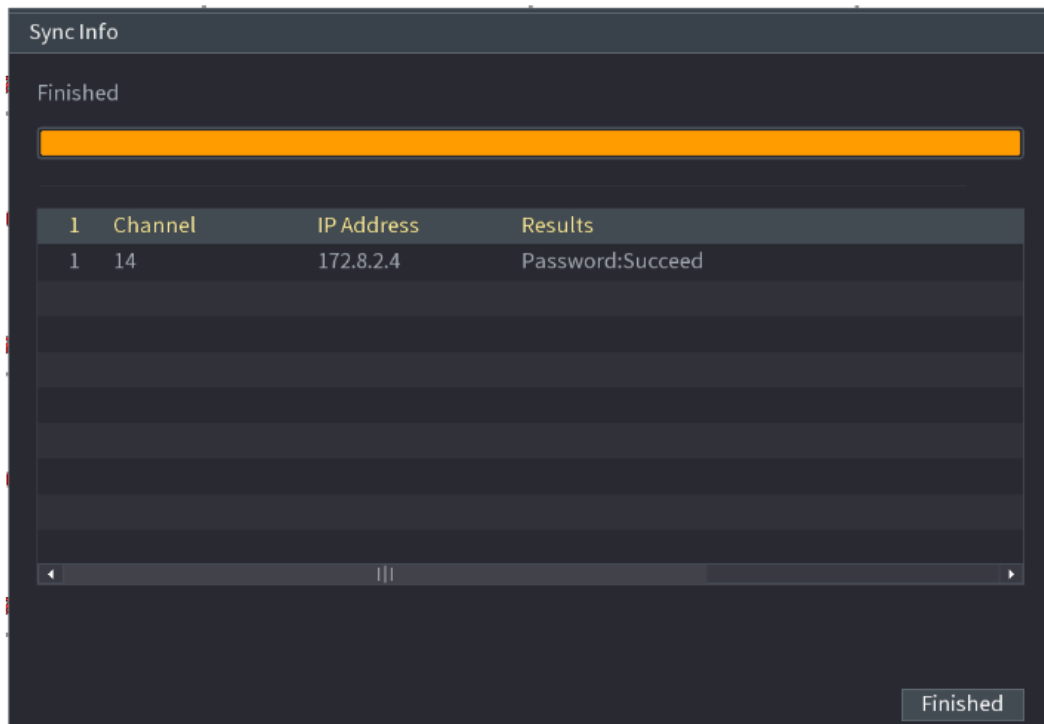 Sync Info
Finished
1 Channel IP Address Results
1 14 172.8.2.4 Password:Succeed
Finished